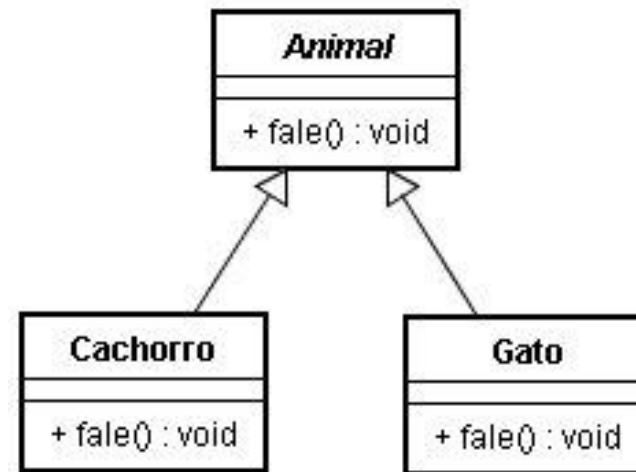 Animal
+ fale() : void
Cachorro
+ fale() : void
Gato
+ fale() : void